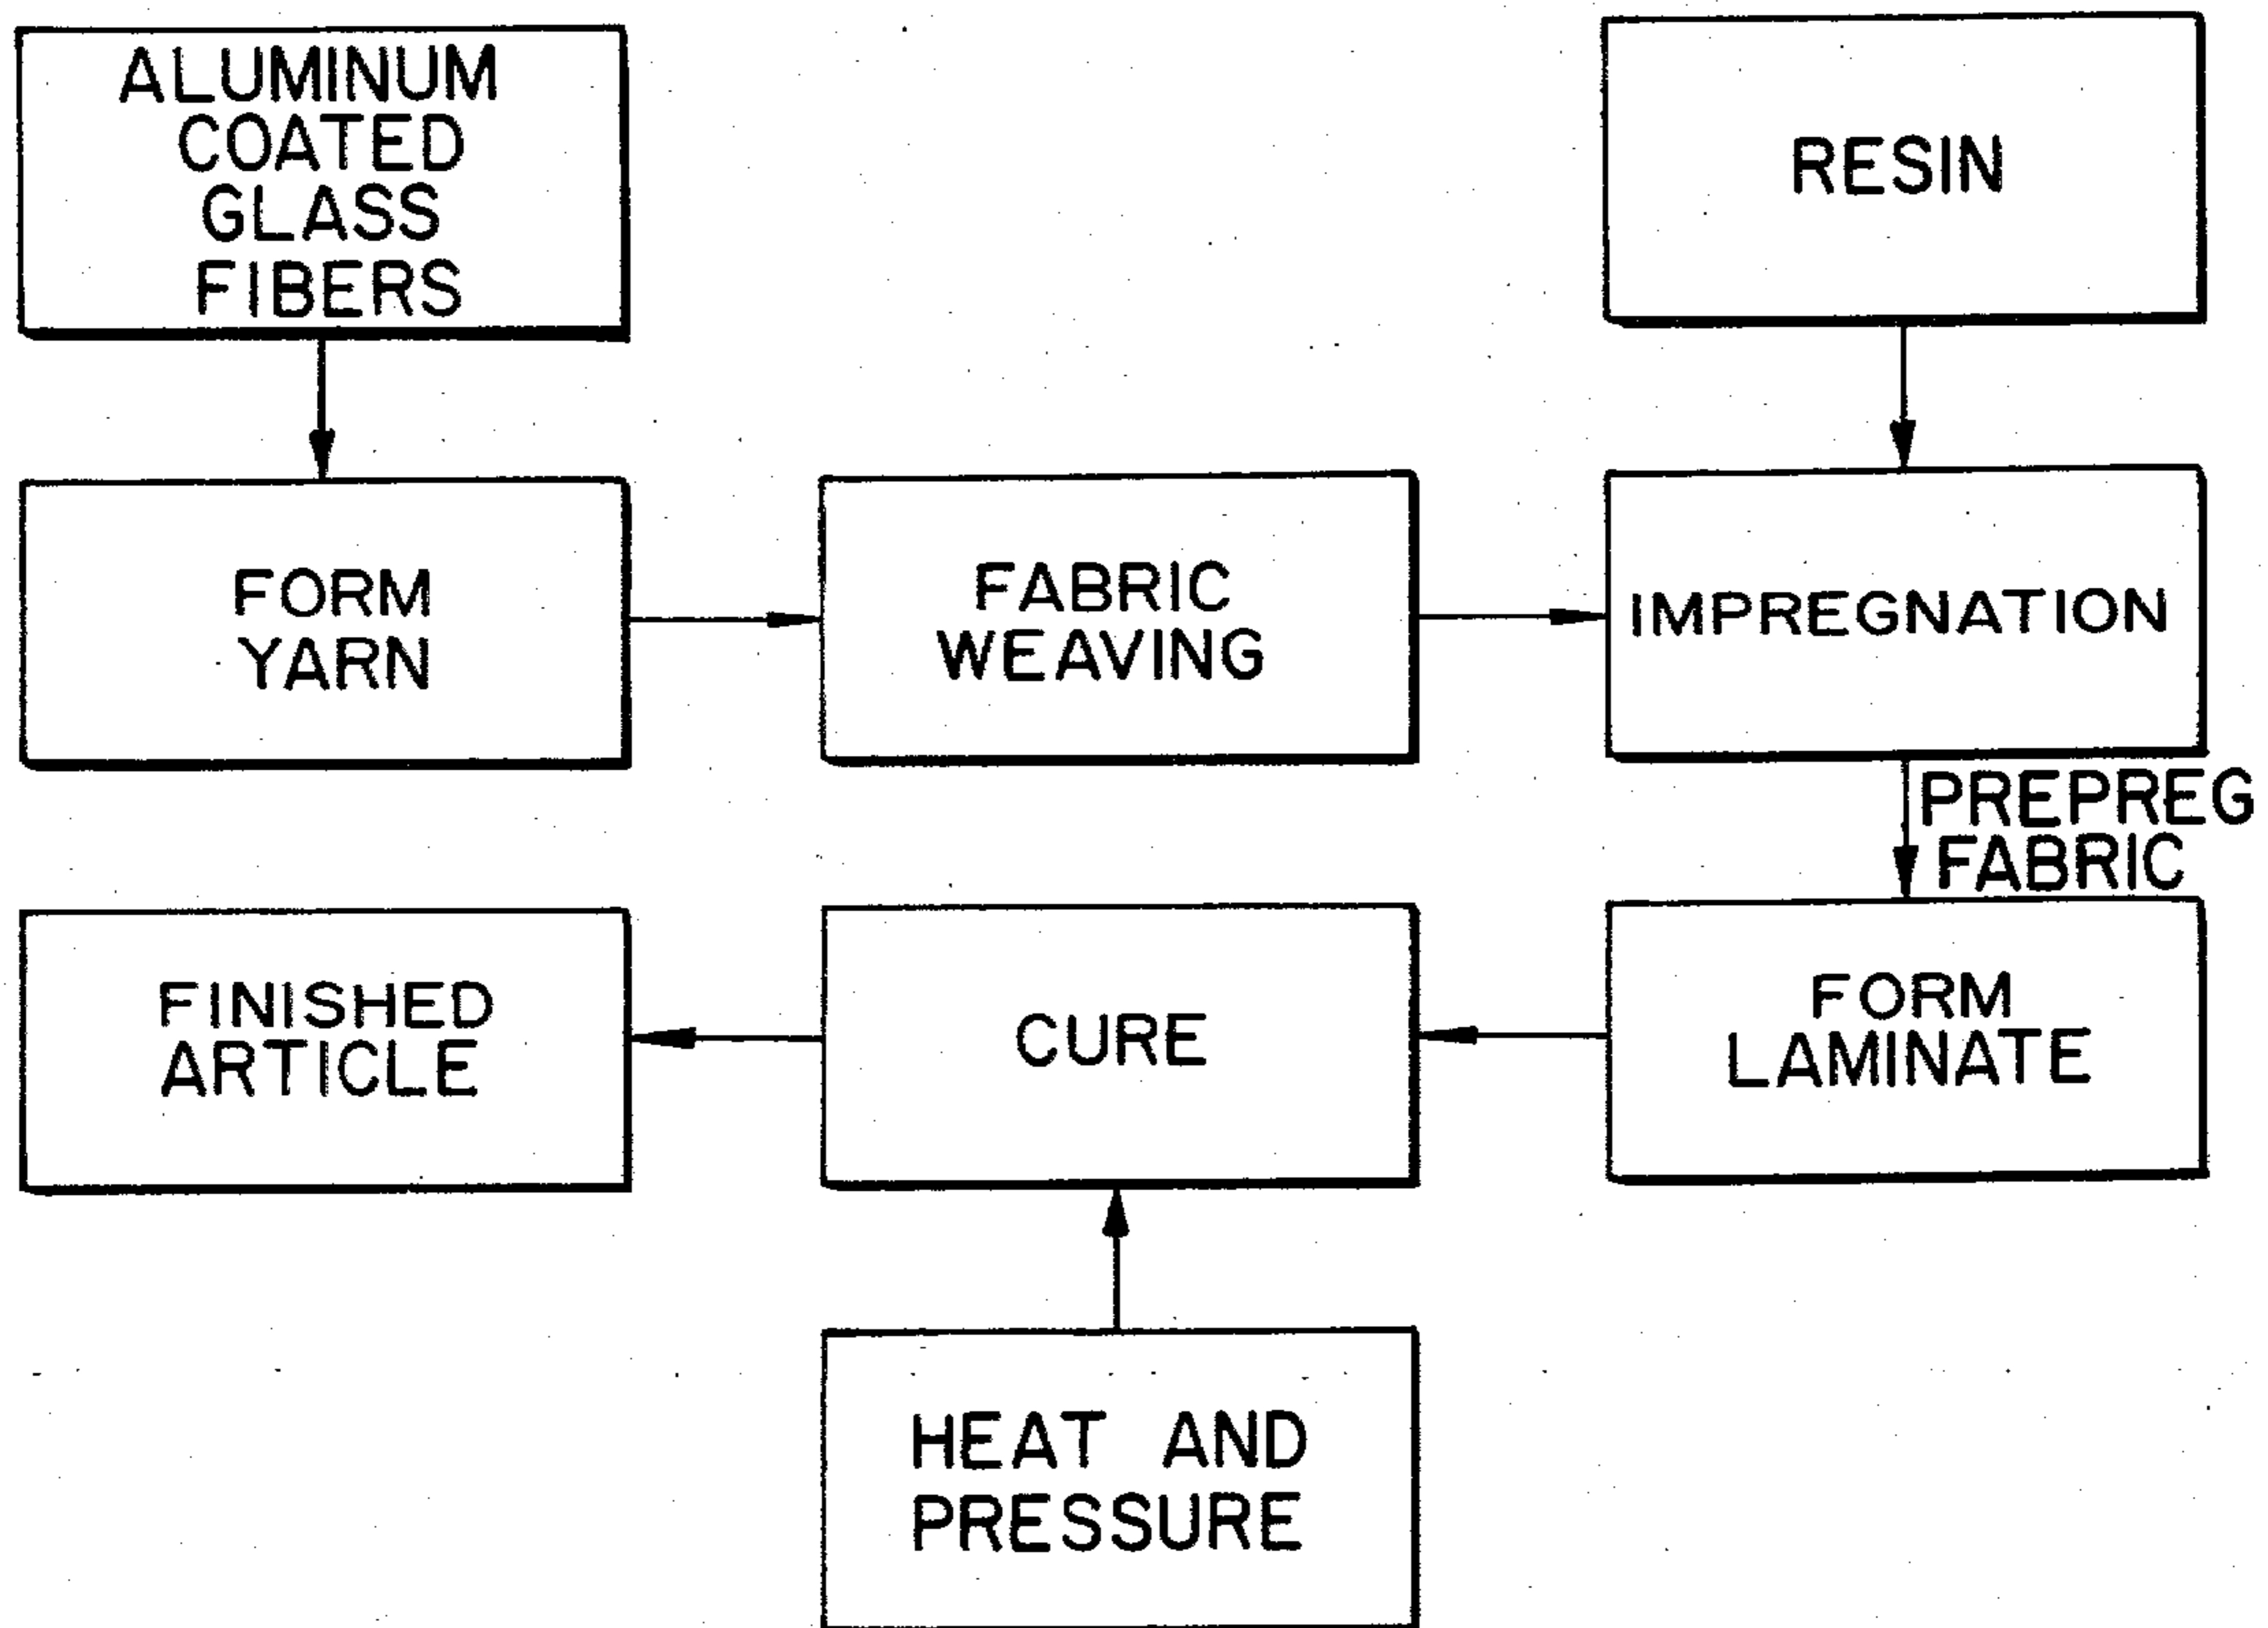 ALUMINUM
COATED
GLASS
FIBERS
RESIN
FORM
YARN
FABRIC
WEAVING
IMPREGNATION
PREPREG
FABRIC
FINISHED
ARTICLE
CURE
FORM
LAMINATE
HEAT AND
PRESSURE